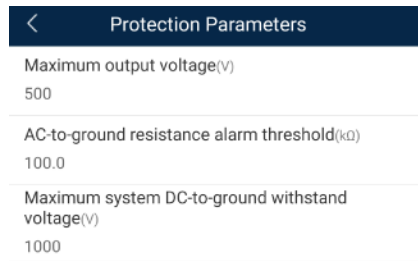 Protection Parameters
Maximum output voltage(V)
500
AC-to-ground resistance alarm threshold(kΩ)
100.0
Maximum system DC-to-ground withstand
voltage(V)
1000